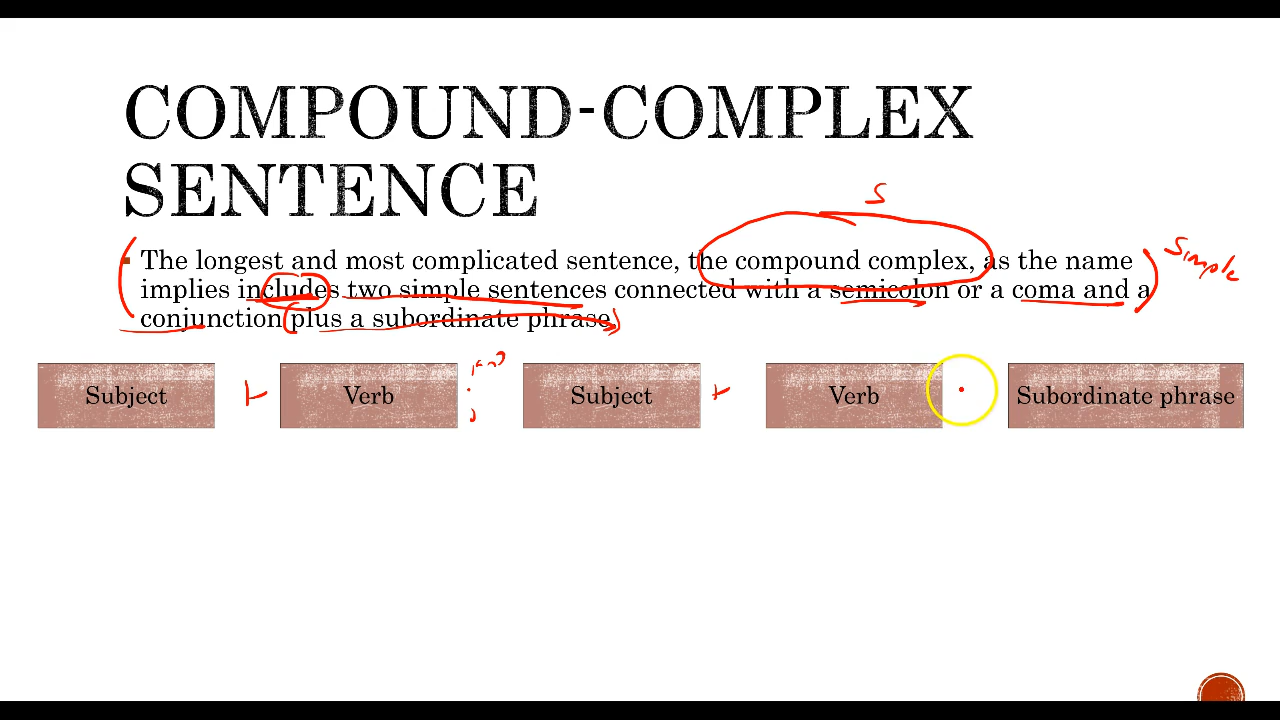 COMPOUND-COMPLEX
SENTENCE
S
The longest and most complicated sentence, the compound complex, as the name
implies includes two simple sentences connected with a semicolon or a coma and a
conjunction plus a subordinate phrase
Simple
Subject + Verb ; Subject + Verb Subordinate phrase